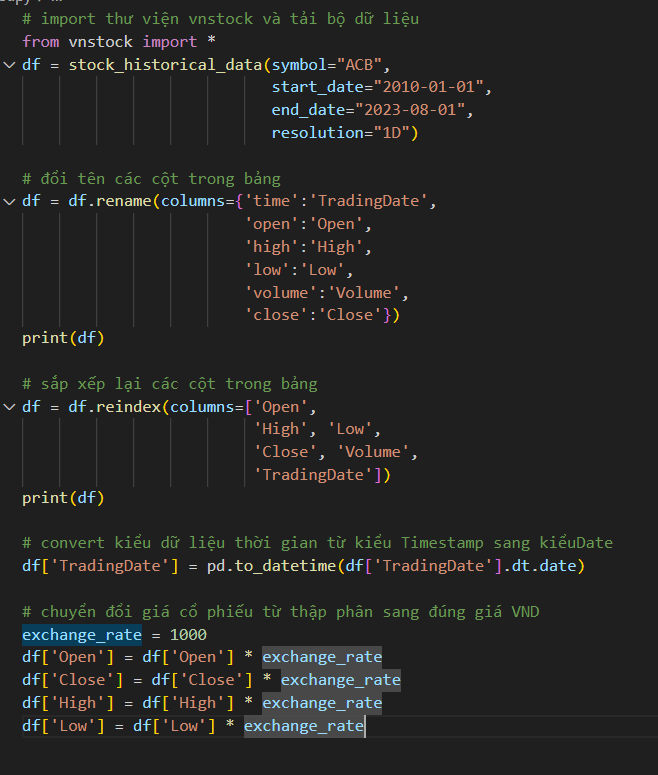 # import thư viện vnstock và tải bộ dữ liệu
from vnstock import *
df = stock_historical_data(symbol="ACB",
start_date="2010-01-01",
end_date="2023-08-01",
resolution="1D")
# đổi tên các cột trong bảng
df = df.rename(columns={'time':'TradingDate',
'open':'Open',
'high':'High',
'low':'Low',
'volume':'Volume',
'close':'Close'})
print(df)
# sắp xếp lại các cột trong bảng
df = df.reindex(columns=['Open',
'High', 'Low',
'Close', 'Volume',
'TradingDate'])
print(df)
# convert kiểu dữ liệu thời gian từ kiểu Timestamp sang kiểuDate
df['TradingDate'] = pd.to_datetime(df['TradingDate'].dt.date)
# chuyển đổi giá cổ phiếu từ thập phân sang đúng giá VND
exchange_rate = 1000
df['Open'] = df['Open'] * exchange_rate
df['Close'] = df['Close'] * exchange_rate
df['High'] = df['High'] * exchange_rate
df['Low'] = df['Low'] * exchange_rate